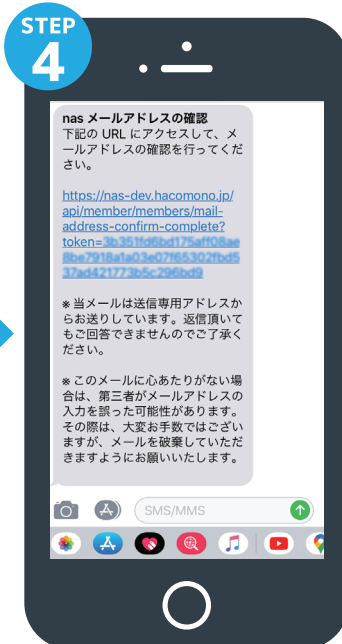 STEP
4
nas メールアドレスの確認
下記の URL にアクセスして、メ
ールアドレスの確認を行ってくだ
さい。
https://nas-dev.hacomono.jp/
api/member/members/mail-
address-confirm-complete?
token=
※ 当メールは送信専用アドレスか
らお送りしています。返信頂いて
もご回答できませんのでご了承く
ださい。
※ このメールに心あたりがない場
合は、第三者がメールアドレスの
入力を誤った可能性があります。
その際は、大変お手数ではござい
ますが、メールを破棄していただ
きますようにお願いいたします。
SMS/MMS